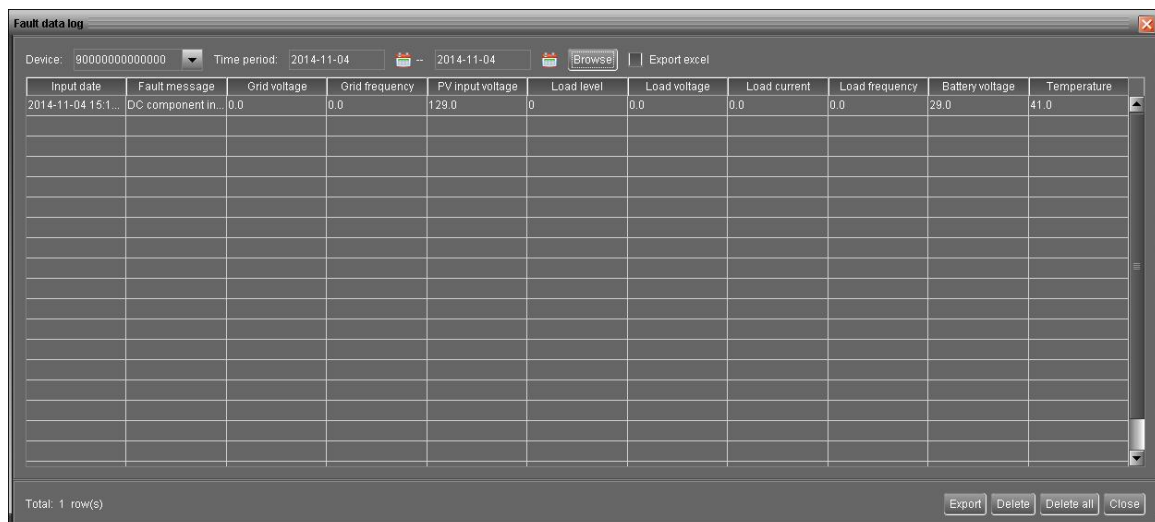 Fault data log
Device: 90000000000000 Time period: 2014-11-04 -- 2014-11-04 Browse Export excel
Input date Fault message Grid voltage Grid frequency PV input voltage Load level Load voltage Load current Load frequency Battery voltage Temperature
2014-11-04 15:1... DC component in... 0.0 0.0 129.0 0 0.0 0.0 0.0 29.0 41.0
Total: 1 row(s) Export Delete Delete all Close